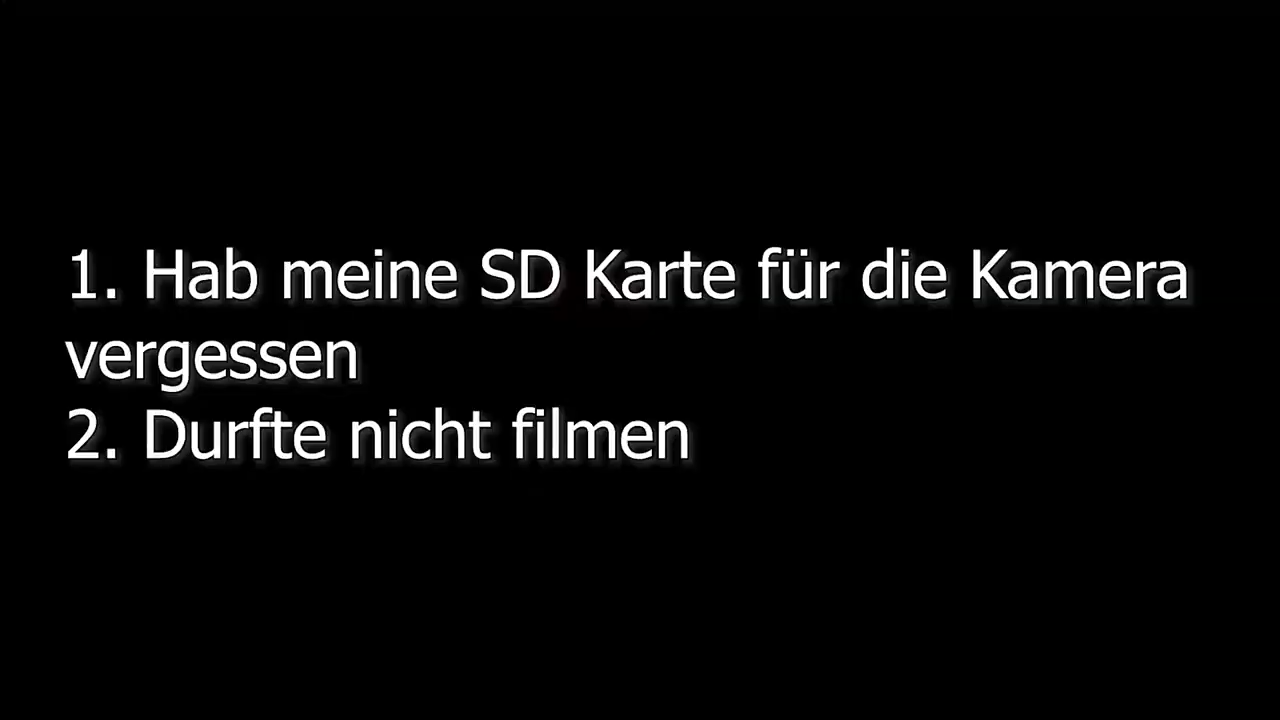 1. Hab meine SD Karte für die Kamera
vergessen
2. Durfte nicht filmen